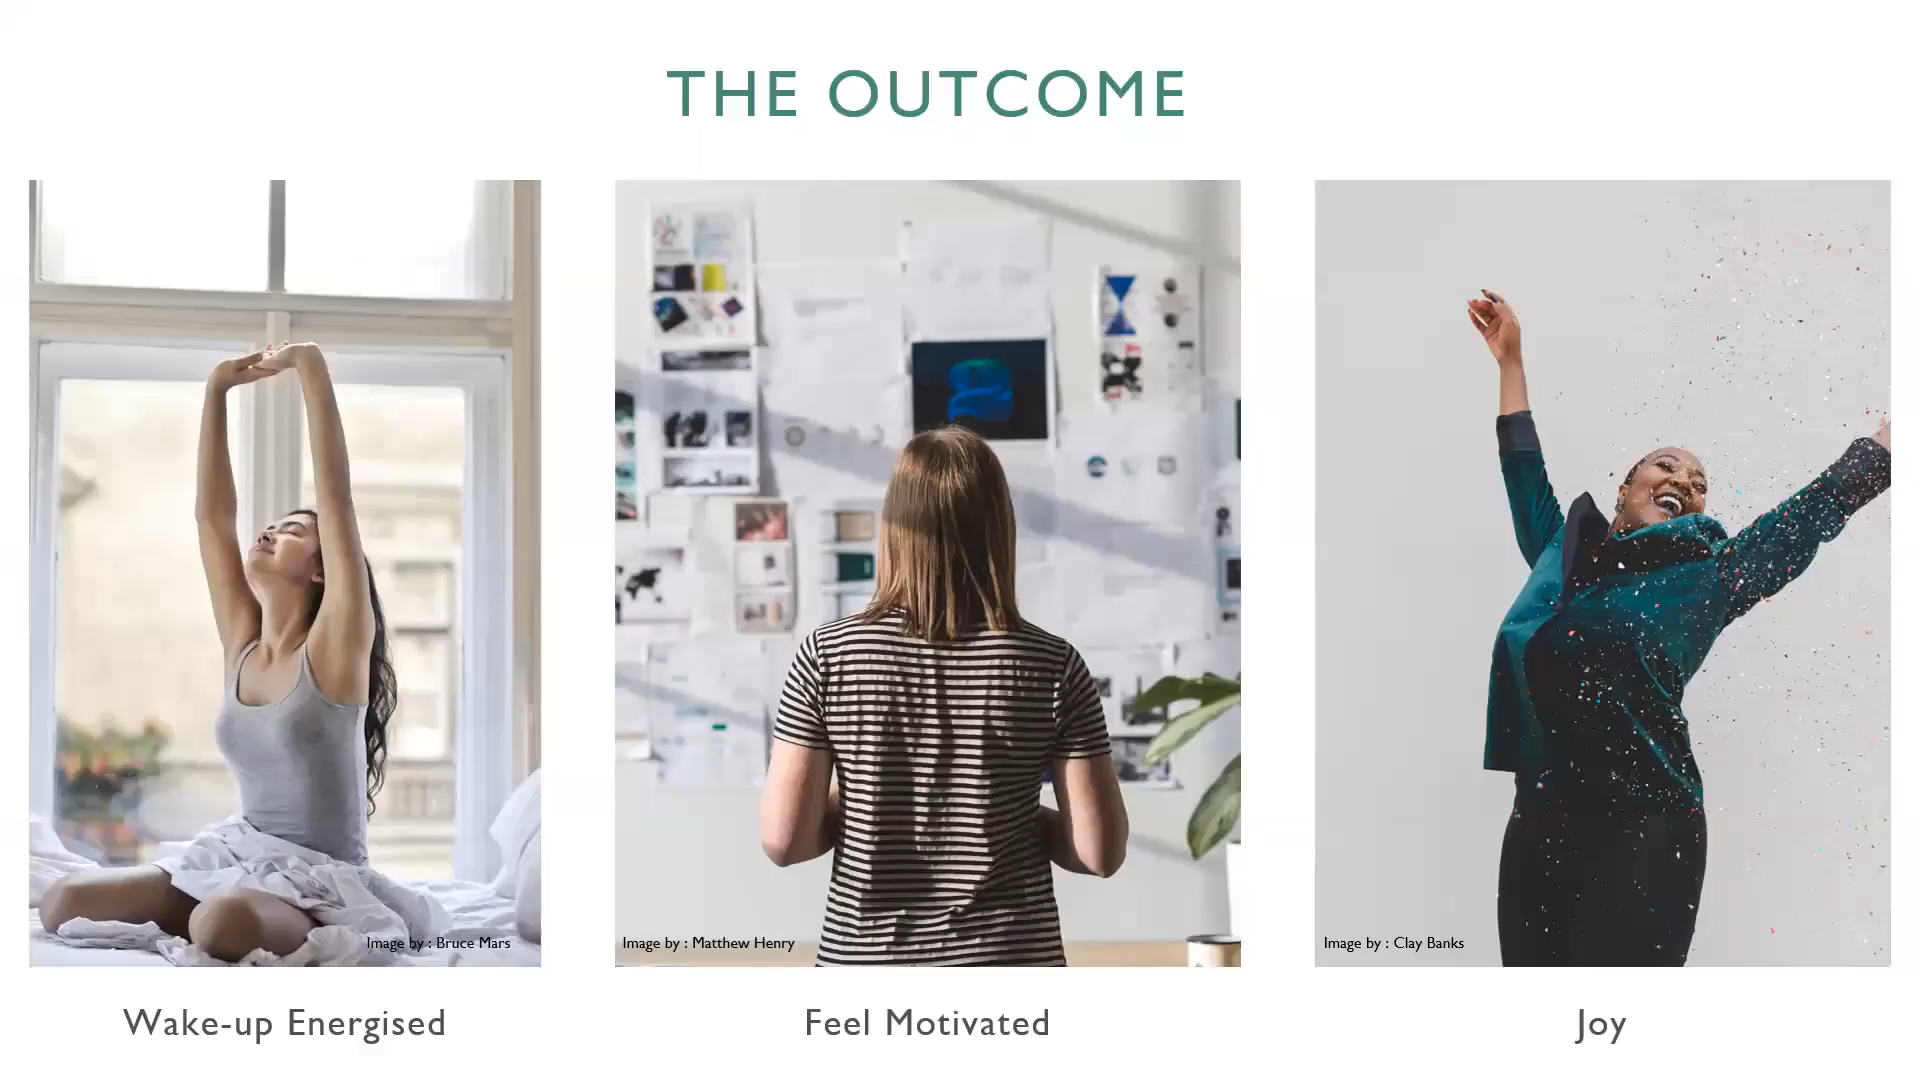 THE OUTCOME
Image by : Bruce Mars
Image by : Matthew Henry
Image by : Clay Banks
Wake-up Energised
Feel Motivated
Joy